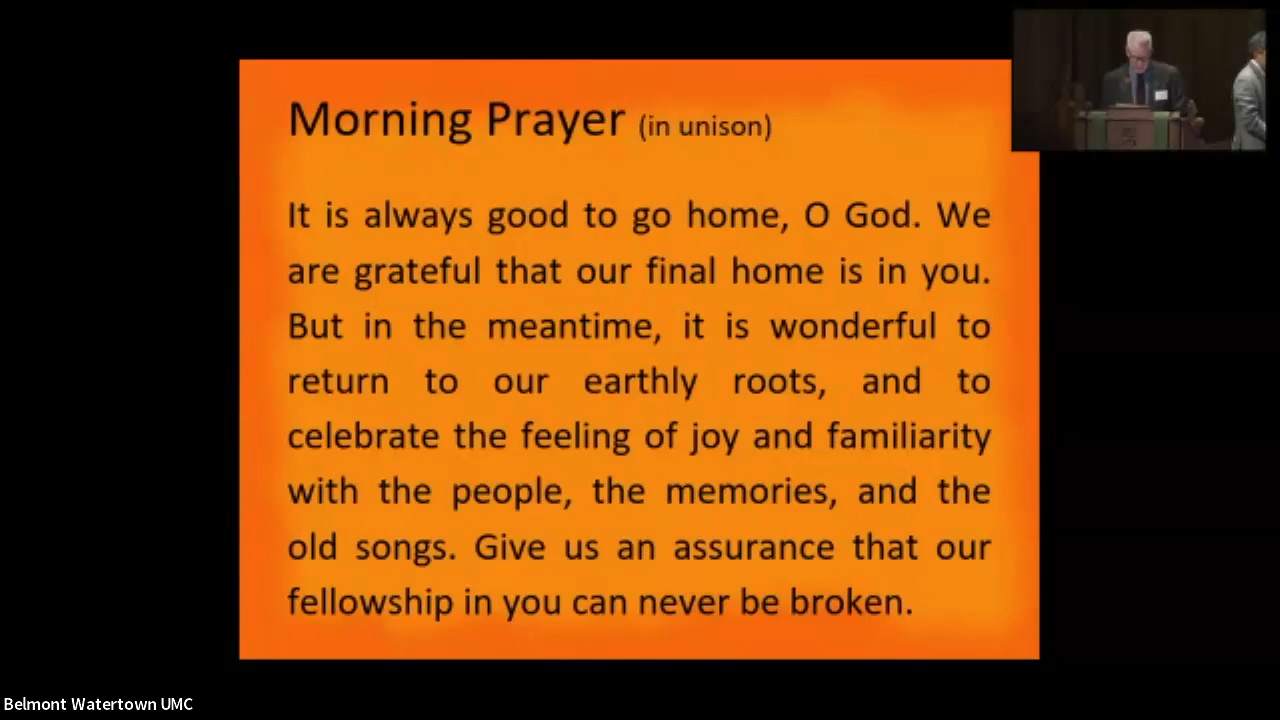 Morning Prayer (in unison)
It is always good to go home, O God. We
are grateful that our final home is in you.
But in the meantime, it is wonderful to
return to our earthly roots, and to
celebrate the feeling of joy and familiarity
with the people, the memories, and the
old songs. Give us an assurance that our
fellowship in you can never be broken.
Belmont Watertown UMC